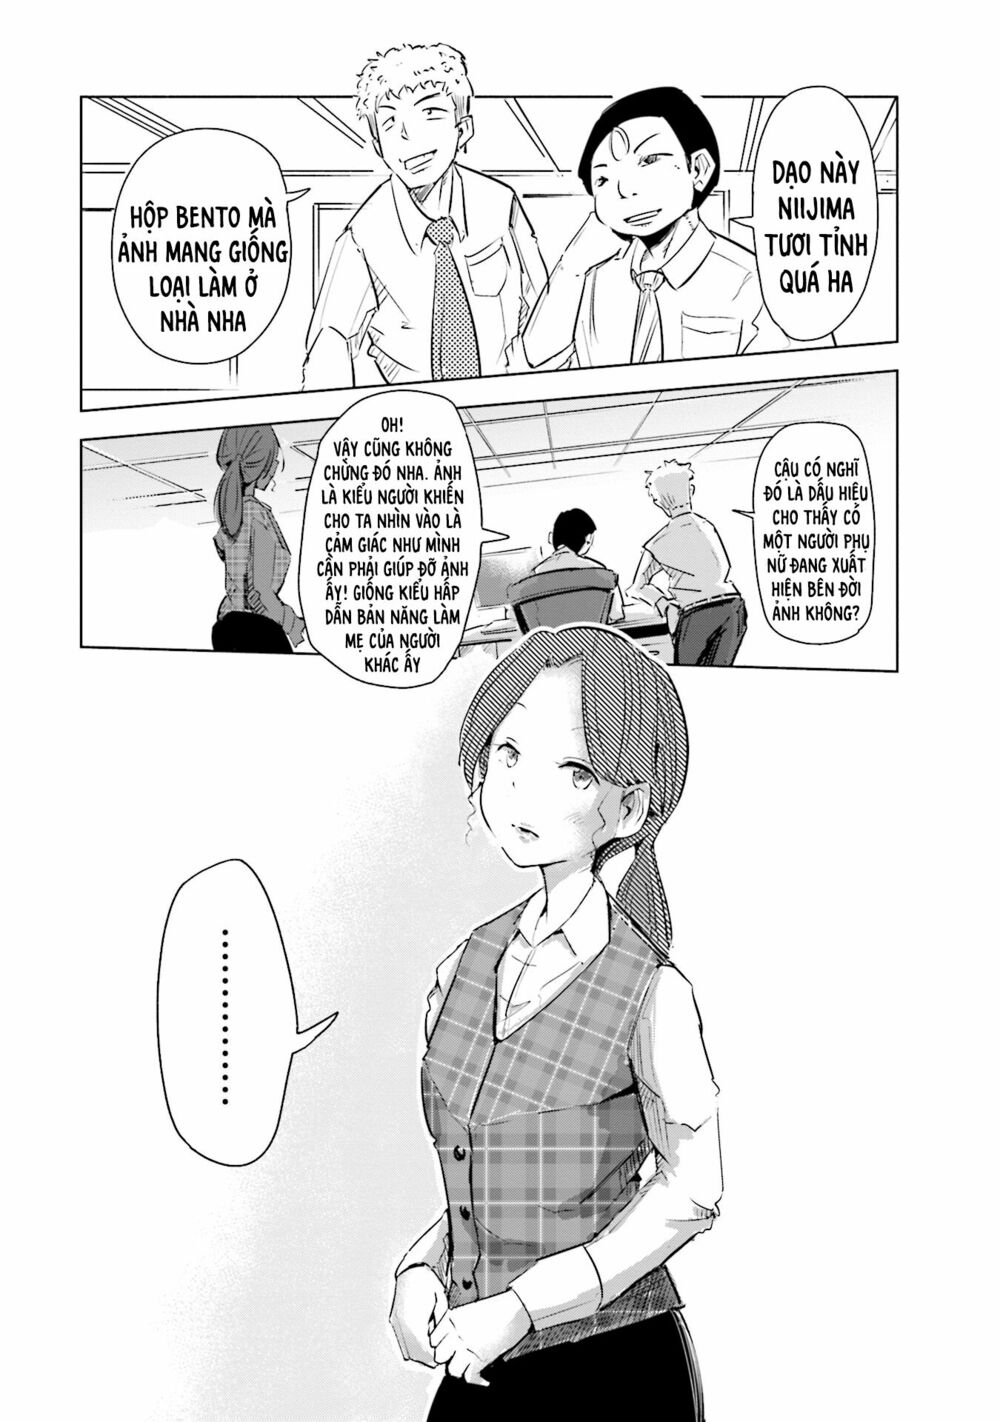 DẠO NÀY
NIIJIMA
TƯƠI TỈNH
QUÁ HA
HỘP BENTO MÀ
ẢNH MANG GIỐNG
LOẠI LÀM Ở
NHÀ NHA
CẬU CÓ NGHĨ
ĐÓ LÀ DẤU HIỆU
CHO THẤY CÓ
MỘT NGƯỜI PHỤ
NỮ ĐANG XUẤT
HIỆN BÊN ĐỜI
ẢNH KHÔNG?
OH!
VẬY CŨNG KHÔNG
CHỪNG ĐÓ NHA. ẢNH
LÀ KIỂU NGƯỜI KHIẾN
CHO TA NHÌN VÀO LÀ
CẢM GIÁC NHƯ MÌNH
CẦN PHẢI GIÚP ĐỠ ẢNH
ẤY! GIỐNG KIỂU HẤP
DẪN BẢN NĂNG LÀM
MẸ CỦA NGƯỜI
KHÁC ẤY
..............